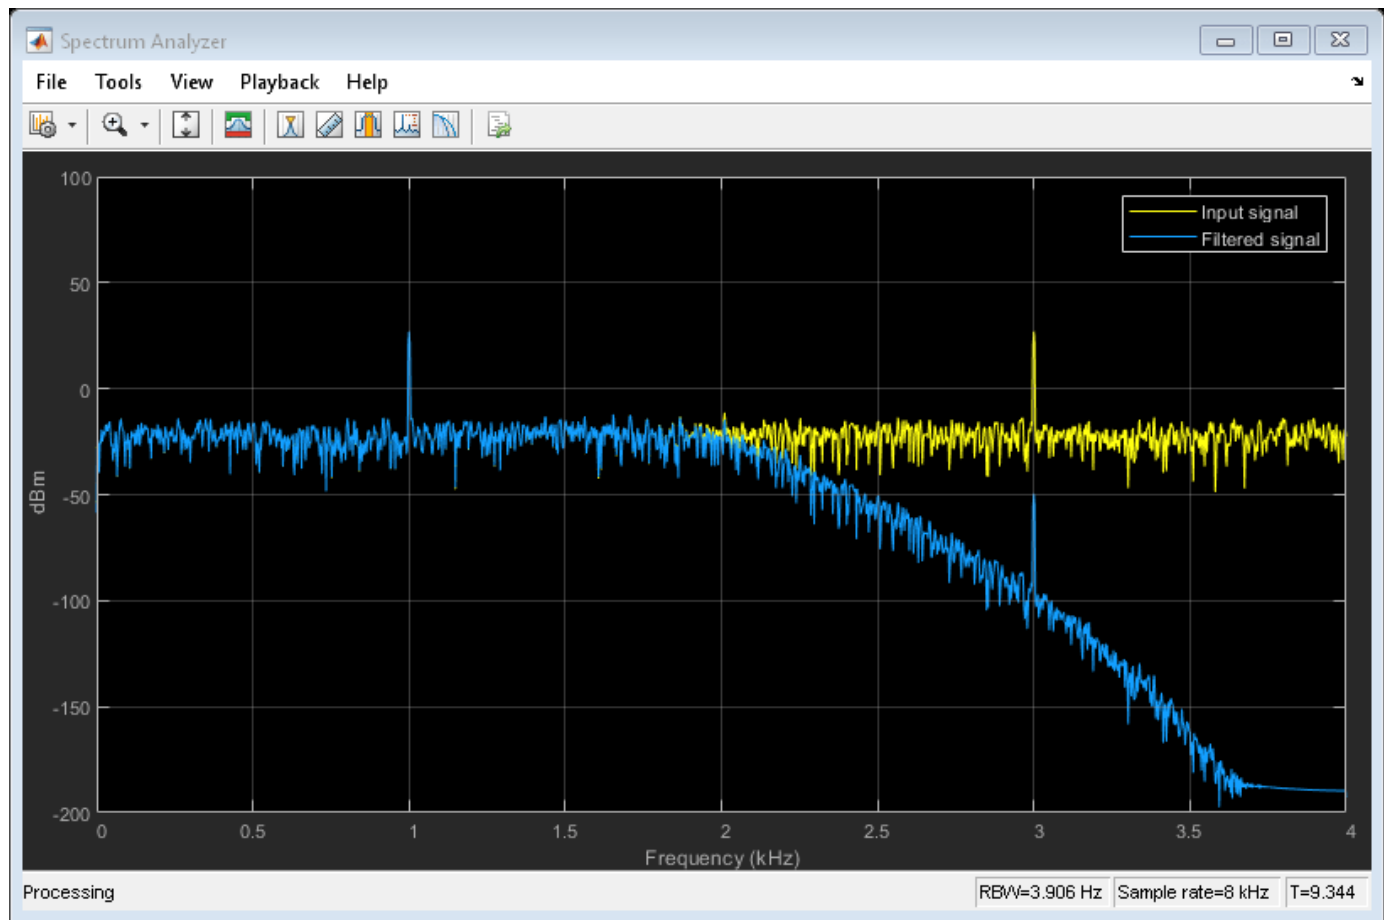 Spectrum Analyzer
File Tools View Playback Help
100
50
0
-50
-100
-150
-200
dBm
Input signal
Filtered signal
0 0.5 1 1.5 2 2.5 3 3.5 4
Frequency (kHz)
Processing RBW=3.906 Hz Sample rate=8 kHz T=9.344